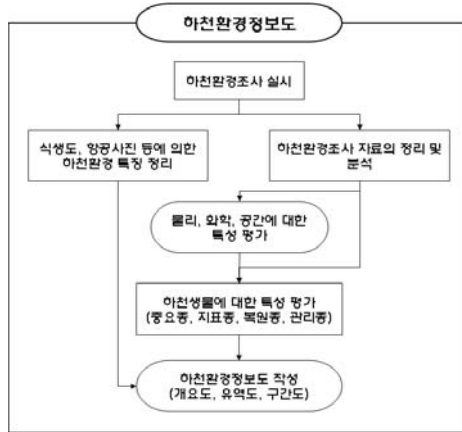 하천환경정보도
하천환경조사 실시
식생도, 항공사진 등에 의한
하천환경 특징 정리
하천환경조사 자료의 정리 및
분석
물리, 화학, 공간에 대한
특성 평가
하천생물에 대한 특성 평가
(중요종, 지표종, 복원종, 관리종)
하천환경정보도 작성
(개요도, 유역도, 구간도)